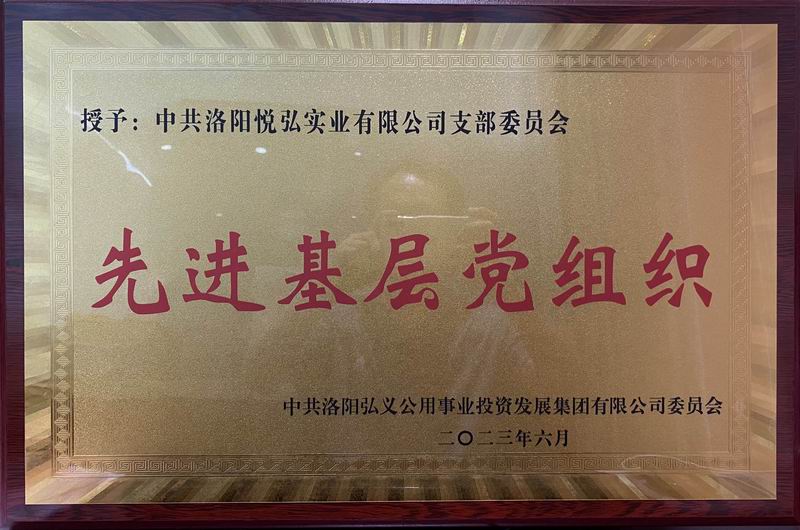 授予：中共洛阳悦弘实业有限公司支部委员会
先进基层党组织
中共洛阳弘义公用事业投资发展集团有限公司委员会
二〇二三年六月